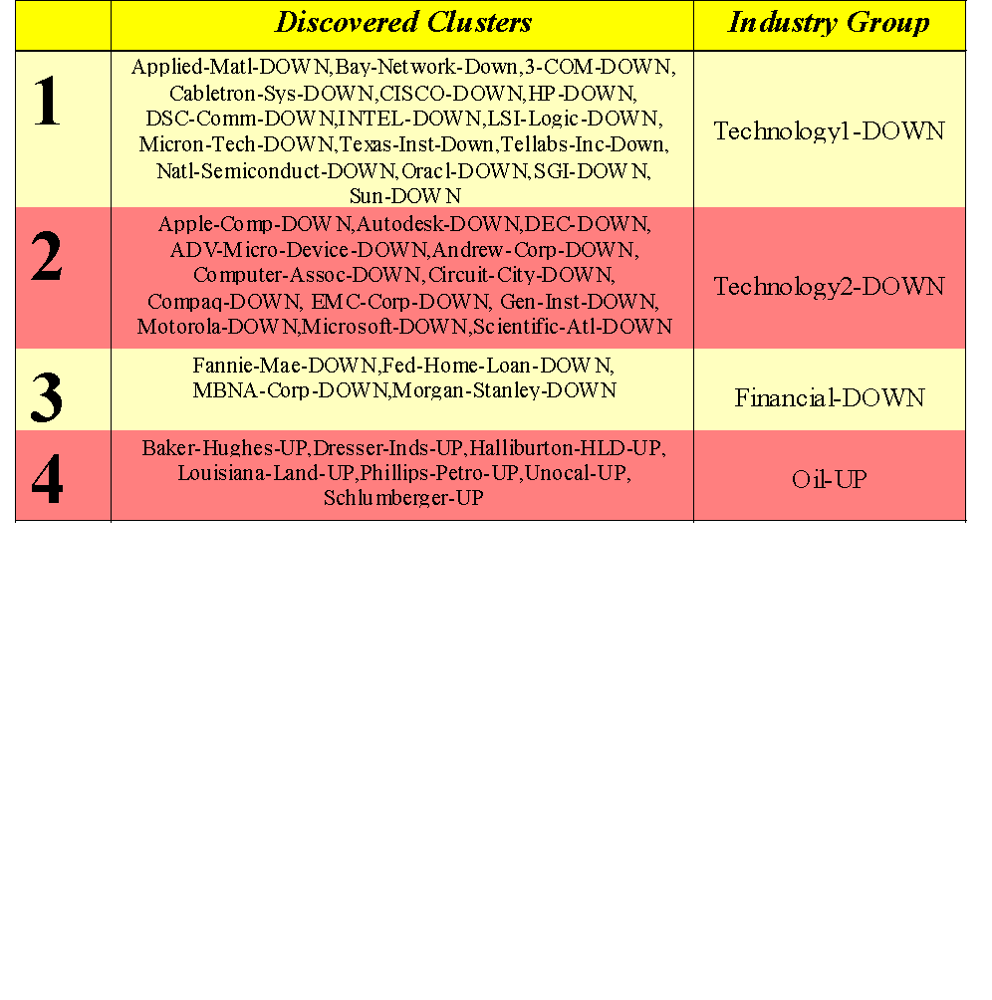 Discovered Clusters Industry Group
1
Applied-Matl-DOWN,Bay-Network-Down,3-COM-DOWN,
Cabletron-Sys-DOWN,CISCO-DOWN,HP-DOWN,
DSC-Comm-DOWN,INTEL-DOWN,LSI-Logic-DOWN,
Micron-Tech-DOWN,Texas-Inst-Down,Tellabs-Inc-Down,
Natl-Semiconduct-DOWN,Oracl-DOWN,SGI-DOWN,
Sun-DOWN
Technology1-DOWN
2
Apple-Comp-DOWN,Autodesk-DOWN,DEC-DOWN,
ADV-Micro-Device-DOWN,Andrew-Corp-DOWN,
Computer-Assoc-DOWN,Circuit-City-DOWN,
Compaq-DOWN, EMC-Corp-DOWN, Gen-Inst-DOWN,
Motorola-DOWN,Microsoft-DOWN,Scientific-Atl-DOWN
Technology2-DOWN
3
Fannie-Mae-DOWN,Fed-Home-Loan-DOWN,
MBNA-Corp-DOWN,Morgan-Stanley-DOWN
Financial-DOWN
4
Baker-Hughes-UP,Dresser-Inds-UP,Halliburton-HLD-UP,
Louisiana-Land-UP,Phillips-Petro-UP,Unocal-UP,
Schlumberger-UP
Oil-UP